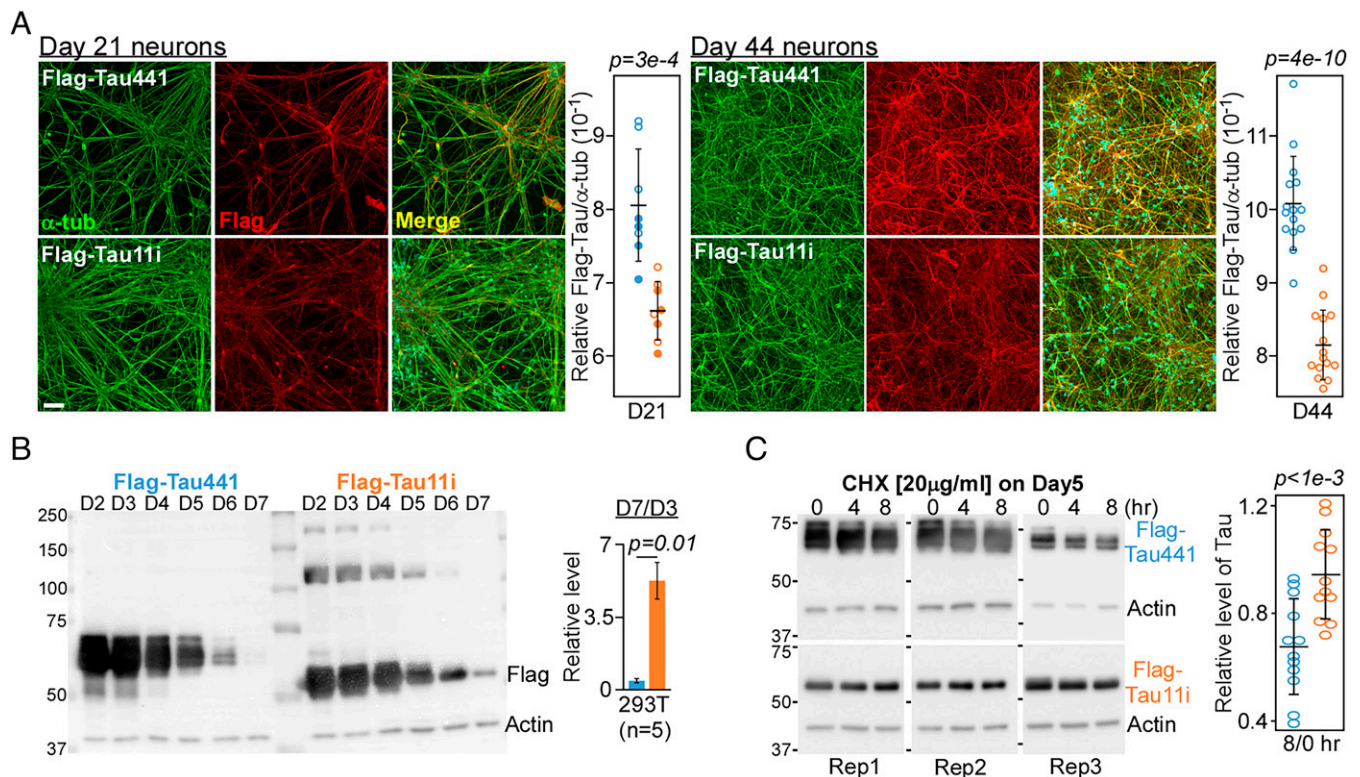 A
Day 21 neurons
Flag-Tau441
α-tub
Flag
Merge
Flag-Tau11i
p=3e-4
Relative Flag-Tau/α-tub (10-1)
9
8
7
6
D21
Day 44 neurons
Flag-Tau441
Flag-Tau11i
p=4e-10
Relative Flag-Tau/α-tub (10-1)
11
10
9
8
D44
B
Flag-Tau441 Flag-Tau11i
D2 D3 D4 D5 D6 D7 D2 D3 D4 D5 D6 D7
250
150
100
75
50
37
Flag
Actin
D7/D3
p=0.01
Relative level
7
3.5
0
293T
(n=5)
C
CHX [20μg/ml] on Day5
0 4 8 0 4 8 0 4 8 (hr)
75
50
37
Flag-
Tau441
Actin
75
50
37
Flag-
Tau11i
Actin
Rep1 Rep2 Rep3
p<1e-3
Relative level of Tau
1.2
0.8
0.4
8/0 hr